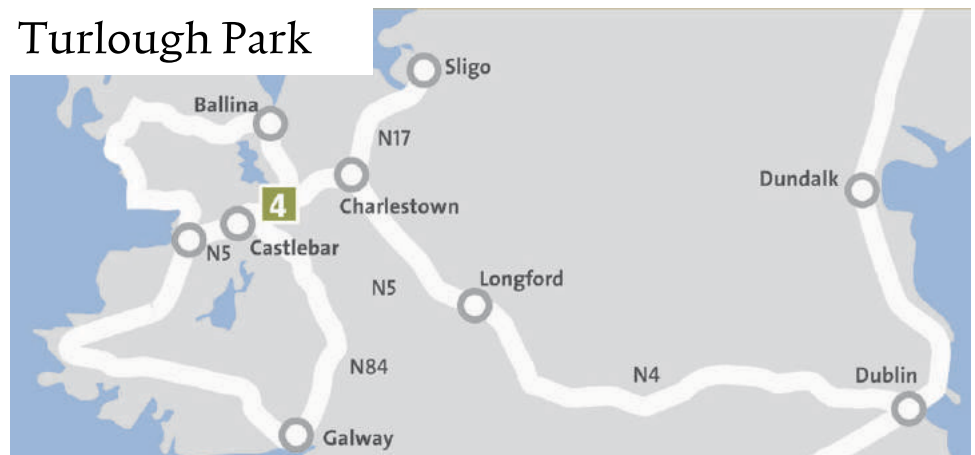 Turlough Park
Sligo
Ballina
N17
Dundalk
4
Charlestown
N5
Castlebar
Longford
N5
N84
N4
Dublin
Galway